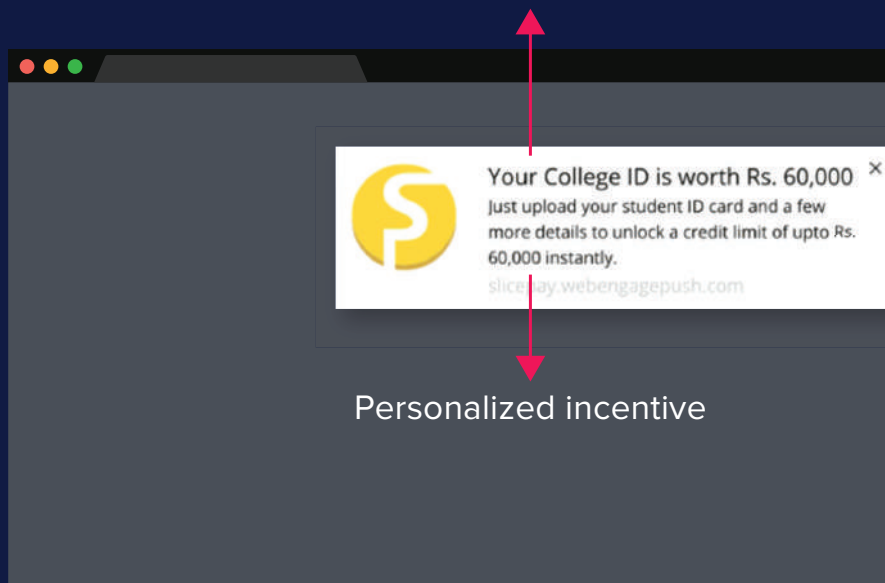 Your College ID is worth Rs. 60,000
Just upload your student ID card and a few
more details to unlock a credit limit of upto Rs.
60,000 instantly.
slicepay.webengagepush.com
Personalized incentive